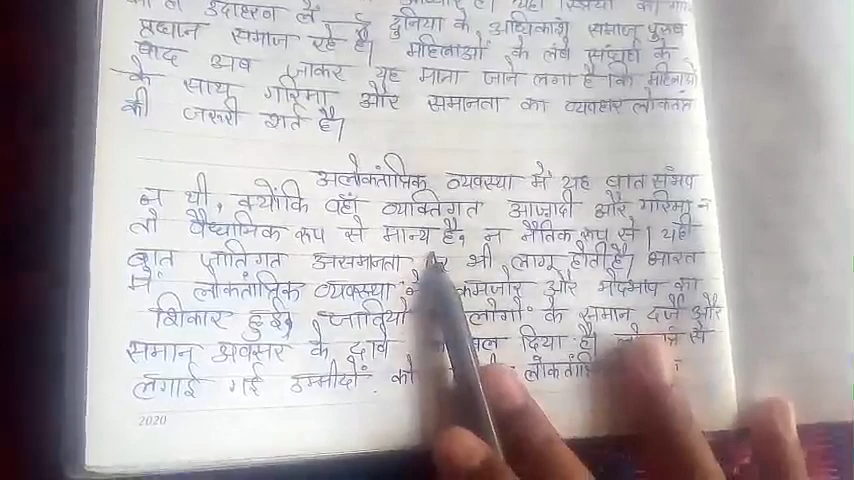 का ही उदाहरण लें
प्रधान समाज रहे हैं। दुनिया के अधिकांश समाज पुरुष
महिलाओं के लंबे संघर्ष के
बाद अब जाकर यह माना जाने लगा है कि महिलाओं
के साथ गरिमा और समानता का व्यवहार लोकतंत्र
की जरूरी शर्त है।
अलोकतांत्रिक व्यवस्था में यह बात संभव
न थी, क्योंकि वहाँ व्यक्तिगत आज़ादी और गरिमा न
तो वैधानिक रूप से मान्य है, न नैतिक रूप से। यही
बात जातिगत असमानता पर भी लागू होती है। भारत
में लोकतांत्रिक व्यवस्था ने कमजोर और भेदभाव का
शिकार हुई जातियों लोगों के समान दर्जे और
समान अवसर के दावे बल दिया है। से
लगाई गई उम्मीदों को
2020